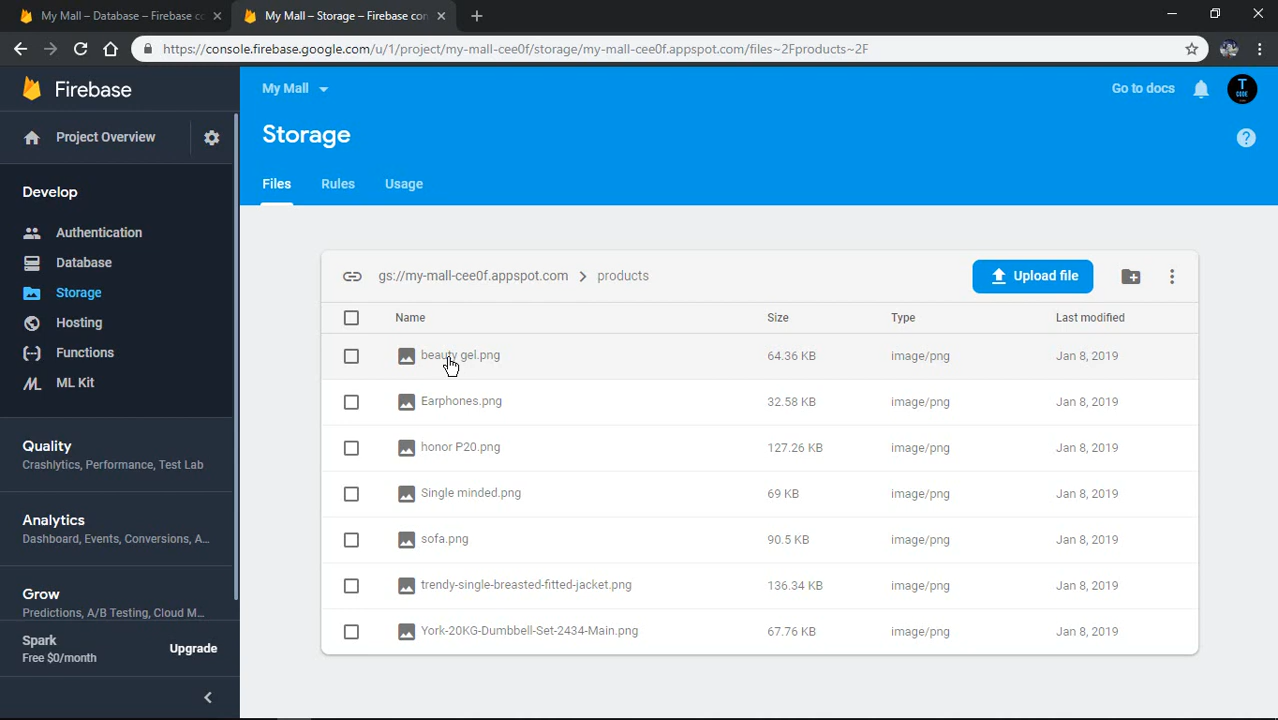 My Mall – Database – Firebase co
My Mall – Storage – Firebase con
https://console.firebase.google.com/u/1/project/my-mall-cee0f/storage/my-mall-cee0f.appspot.com/files~2Fproducts~2F
Firebase
My Mall
Go to docs
T
CODE
Project Overview
Storage
?
Files
Rules
Usage
Develop
Authentication
Database
Storage
Hosting
Functions
ML Kit
Quality
Crashlytics, Performance, Test Lab
Analytics
Dashboard, Events, Conversions, A...
Grow
Predictions, A/B Testing, Cloud M...
Spark
Free $0/month
Upgrade
gs://my-mall-cee0f.appspot.com > products
Upload file
Name Size Type Last modified
beauty gel.png 64.36 KB image/png Jan 8, 2019
Earphones.png 32.58 KB image/png Jan 8, 2019
honor P20.png 127.26 KB image/png Jan 8, 2019
Single minded.png 69 KB image/png Jan 8, 2019
sofa.png 90.5 KB image/png Jan 8, 2019
trendy-single-breasted-fitted-jacket.png 136.34 KB image/png Jan 8, 2019
York-20KG-Dumbbell-Set-2434-Main.png 67.76 KB image/png Jan 8, 2019